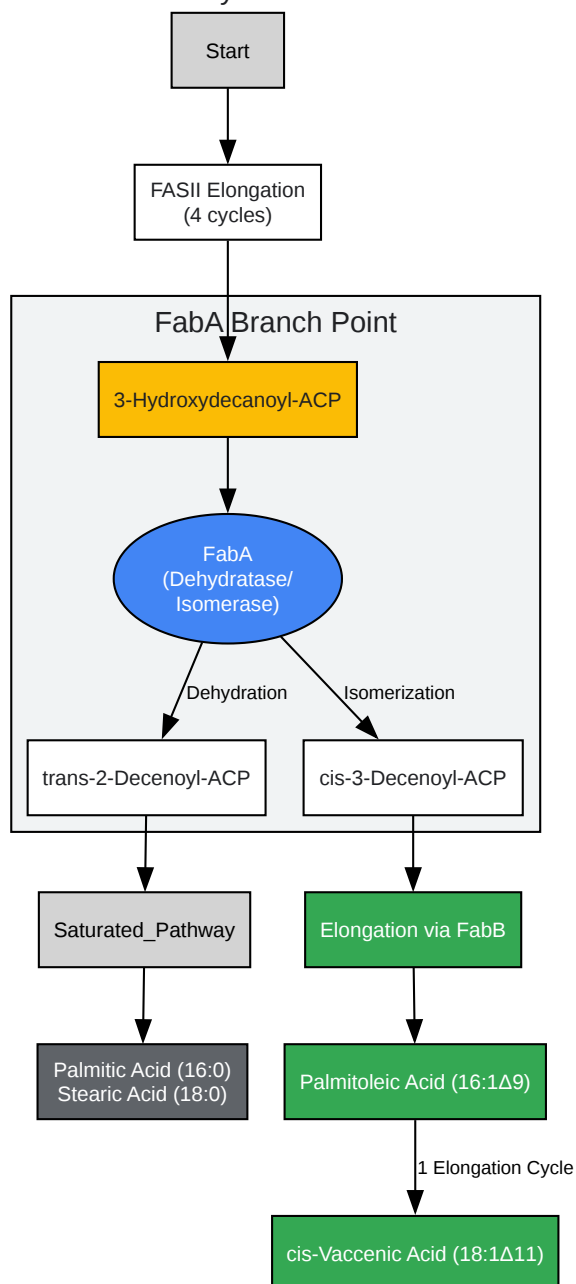 Start
FASII Elongation
(4 cycles)
FabA Branch Point
3-Hydroxydecanoyl-ACP
FabA
(Dehydratase/
Isomerase)
Dehydration
Isomerization
trans-2-Decenoyl-ACP
cis-3-Decenoyl-ACP
Saturated_Pathway
Elongation via FabB
Palmitic Acid (16:0)
Stearic Acid (18:0)
Palmitoleic Acid (16:1Δ9)
1 Elongation Cycle
cis-Vaccenic Acid (18:1Δ11)